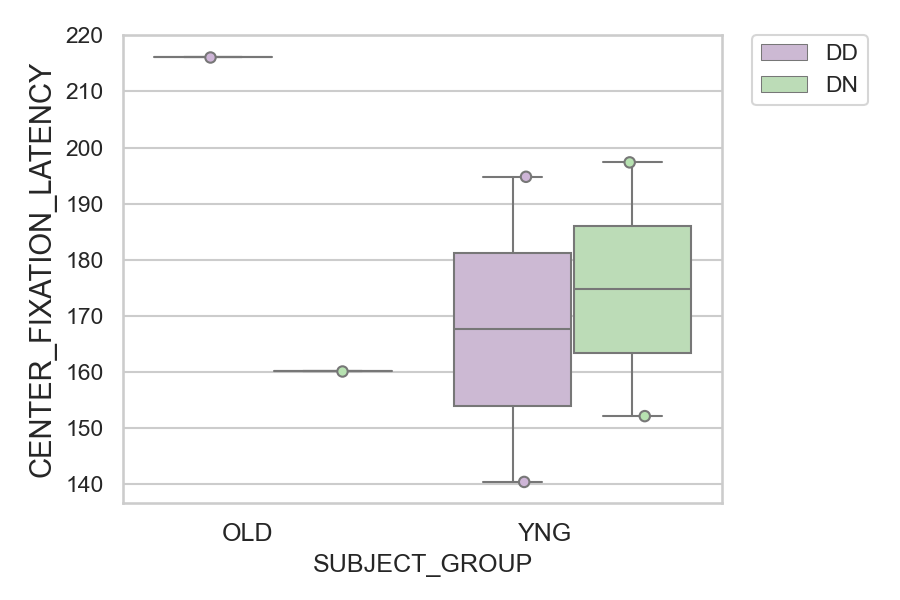 220
210
200
190
180
170
160
150
140
CENTER_FIXATION_LATENCY
OLD
YNG
SUBJECT_GROUP
DD
DN